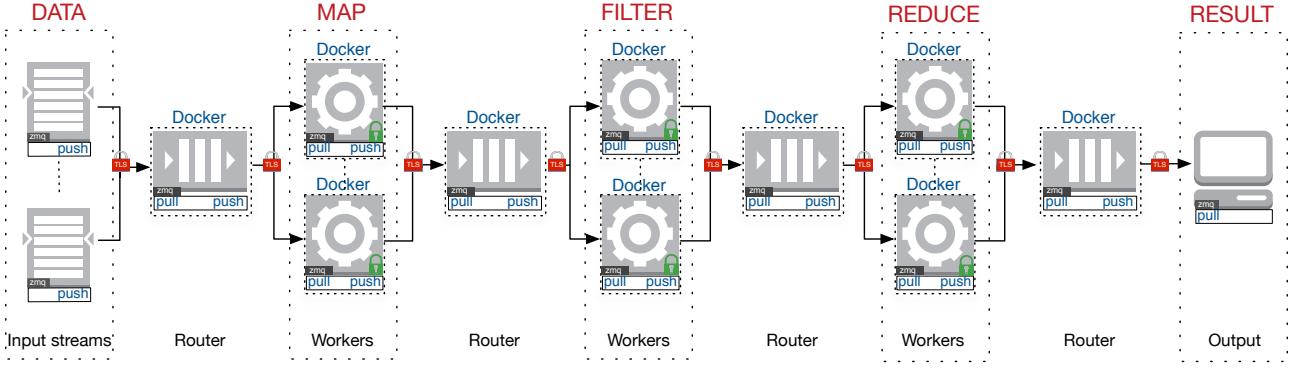 DATA
MAP
FILTER
REDUCE
RESULT
Docker
Docker
Docker
zmq
push
zmq
pull push
zmq
pull push
zmq
pull push
Docker
Docker
Docker
Docker
TLS
TLS
TLS
TLS
TLS
TLS
TLS
TLS
zmq
pull push
zmq
pull push
zmq
pull push
zmq
pull push
Docker
Docker
Docker
zmq
push
zmq
pull push
zmq
pull push
zmq
pull push
zmq
pull
Input streams
Router
Workers
Router
Workers
Router
Workers
Router
Output